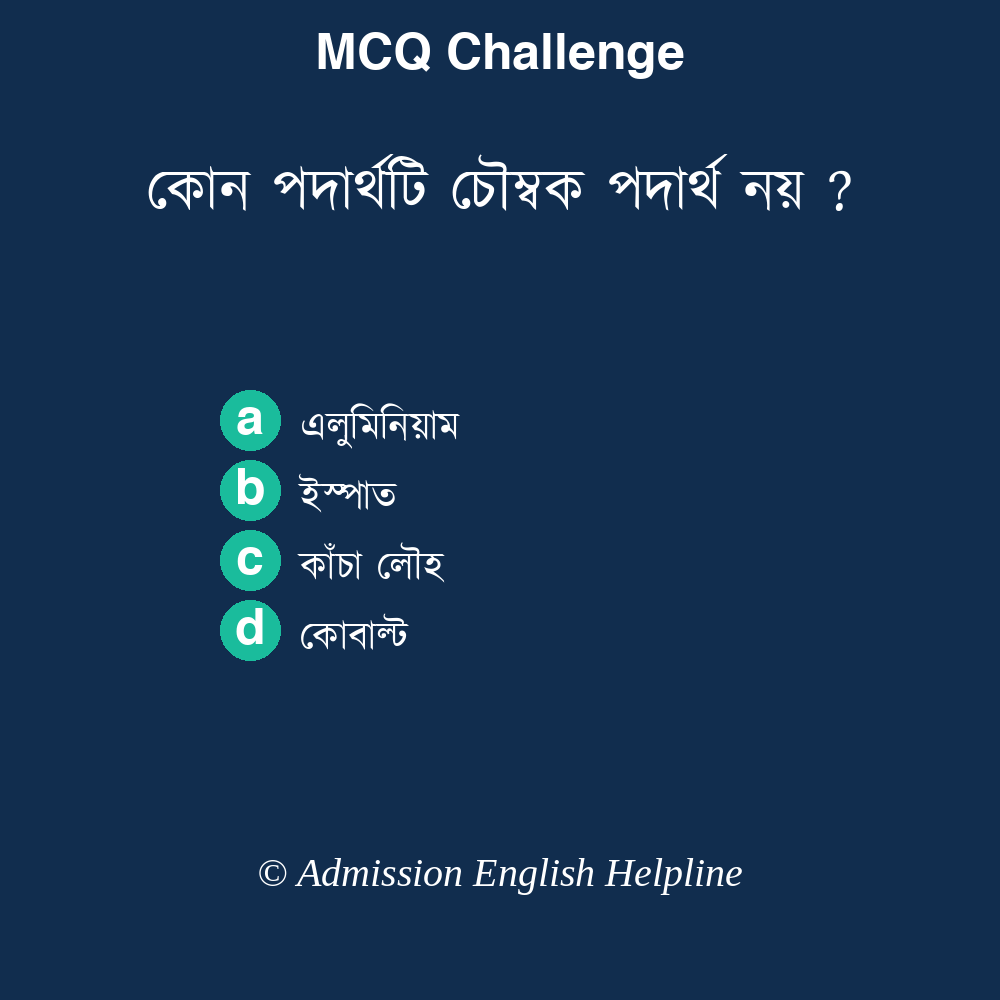 MCQ Challenge
কোন পদার্থটি চৌম্বক পদার্থ নয় ?
a এলুমিনিয়াম
b ইস্পাত
c কাঁচা লৌহ
d কোবাল্ট
© Admission English Helpline